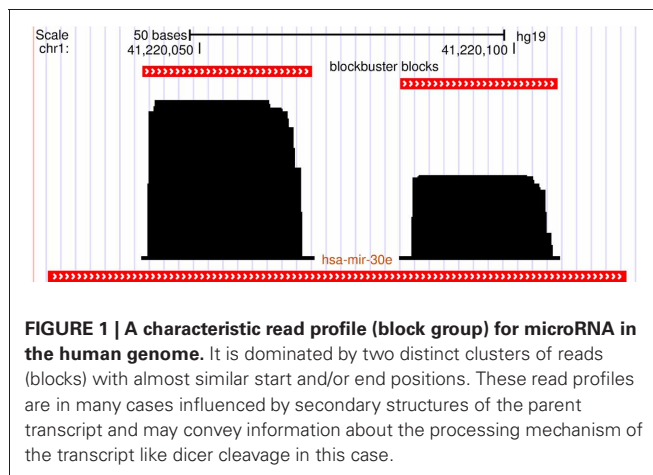 Scale 50 bases hg19
chr1: 41,220,050 41,220,100
blockbuster blocks
hsa-mir-30e
FIGURE 1 | A characteristic read profile (block group) for microRNA in
the human genome. It is dominated by two distinct clusters of reads
(blocks) with almost similar start and/or end positions. These read profiles
are in many cases influenced by secondary structures of the parent
transcript and may convey information about the processing mechanism of
the transcript like dicer cleavage in this case.